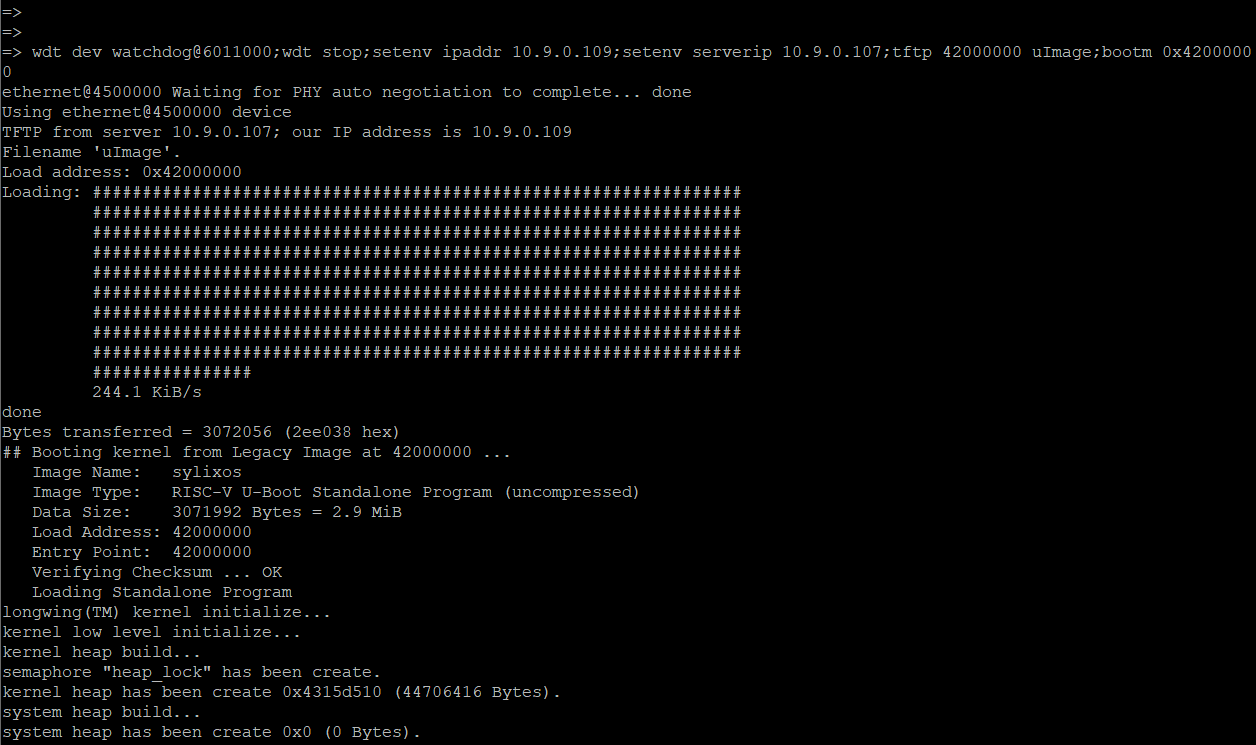 =>
=>
=> wdt dev watchdog@6011000;wdt stop;setenv ipaddr 10.9.0.109;setenv serverip 10.9.0.107;tftp 42000000 uImage;bootm 0x4200000
0
ethernet@4500000 Waiting for PHY auto negotiation to complete... done
Using ethernet@4500000 device
TFTP from server 10.9.0.107; our IP address is 10.9.0.109
Filename 'uImage'.
Load address: 0x42000000
Loading: #################################################################
#################################################################
#################################################################
#################################################################
#################################################################
#################################################################
#################################################################
#################################################################
#################################################################
################
244.1 KiB/s
done
Bytes transferred = 3072056 (2ee038 hex)
## Booting kernel from Legacy Image at 42000000 ...
Image Name:   sylixos
Image Type:   RISC-V U-Boot Standalone Program (uncompressed)
Data Size:    3071992 Bytes = 2.9 MiB
Load Address: 42000000
Entry Point:  42000000
Verifying Checksum ... OK
Loading Standalone Program
longwing(TM) kernel initialize...
kernel low level initialize...
kernel heap build...
semaphore "heap_lock" has been create.
kernel heap has been create 0x4315d510 (44706416 Bytes).
system heap build...
system heap has been create 0x0 (0 Bytes).